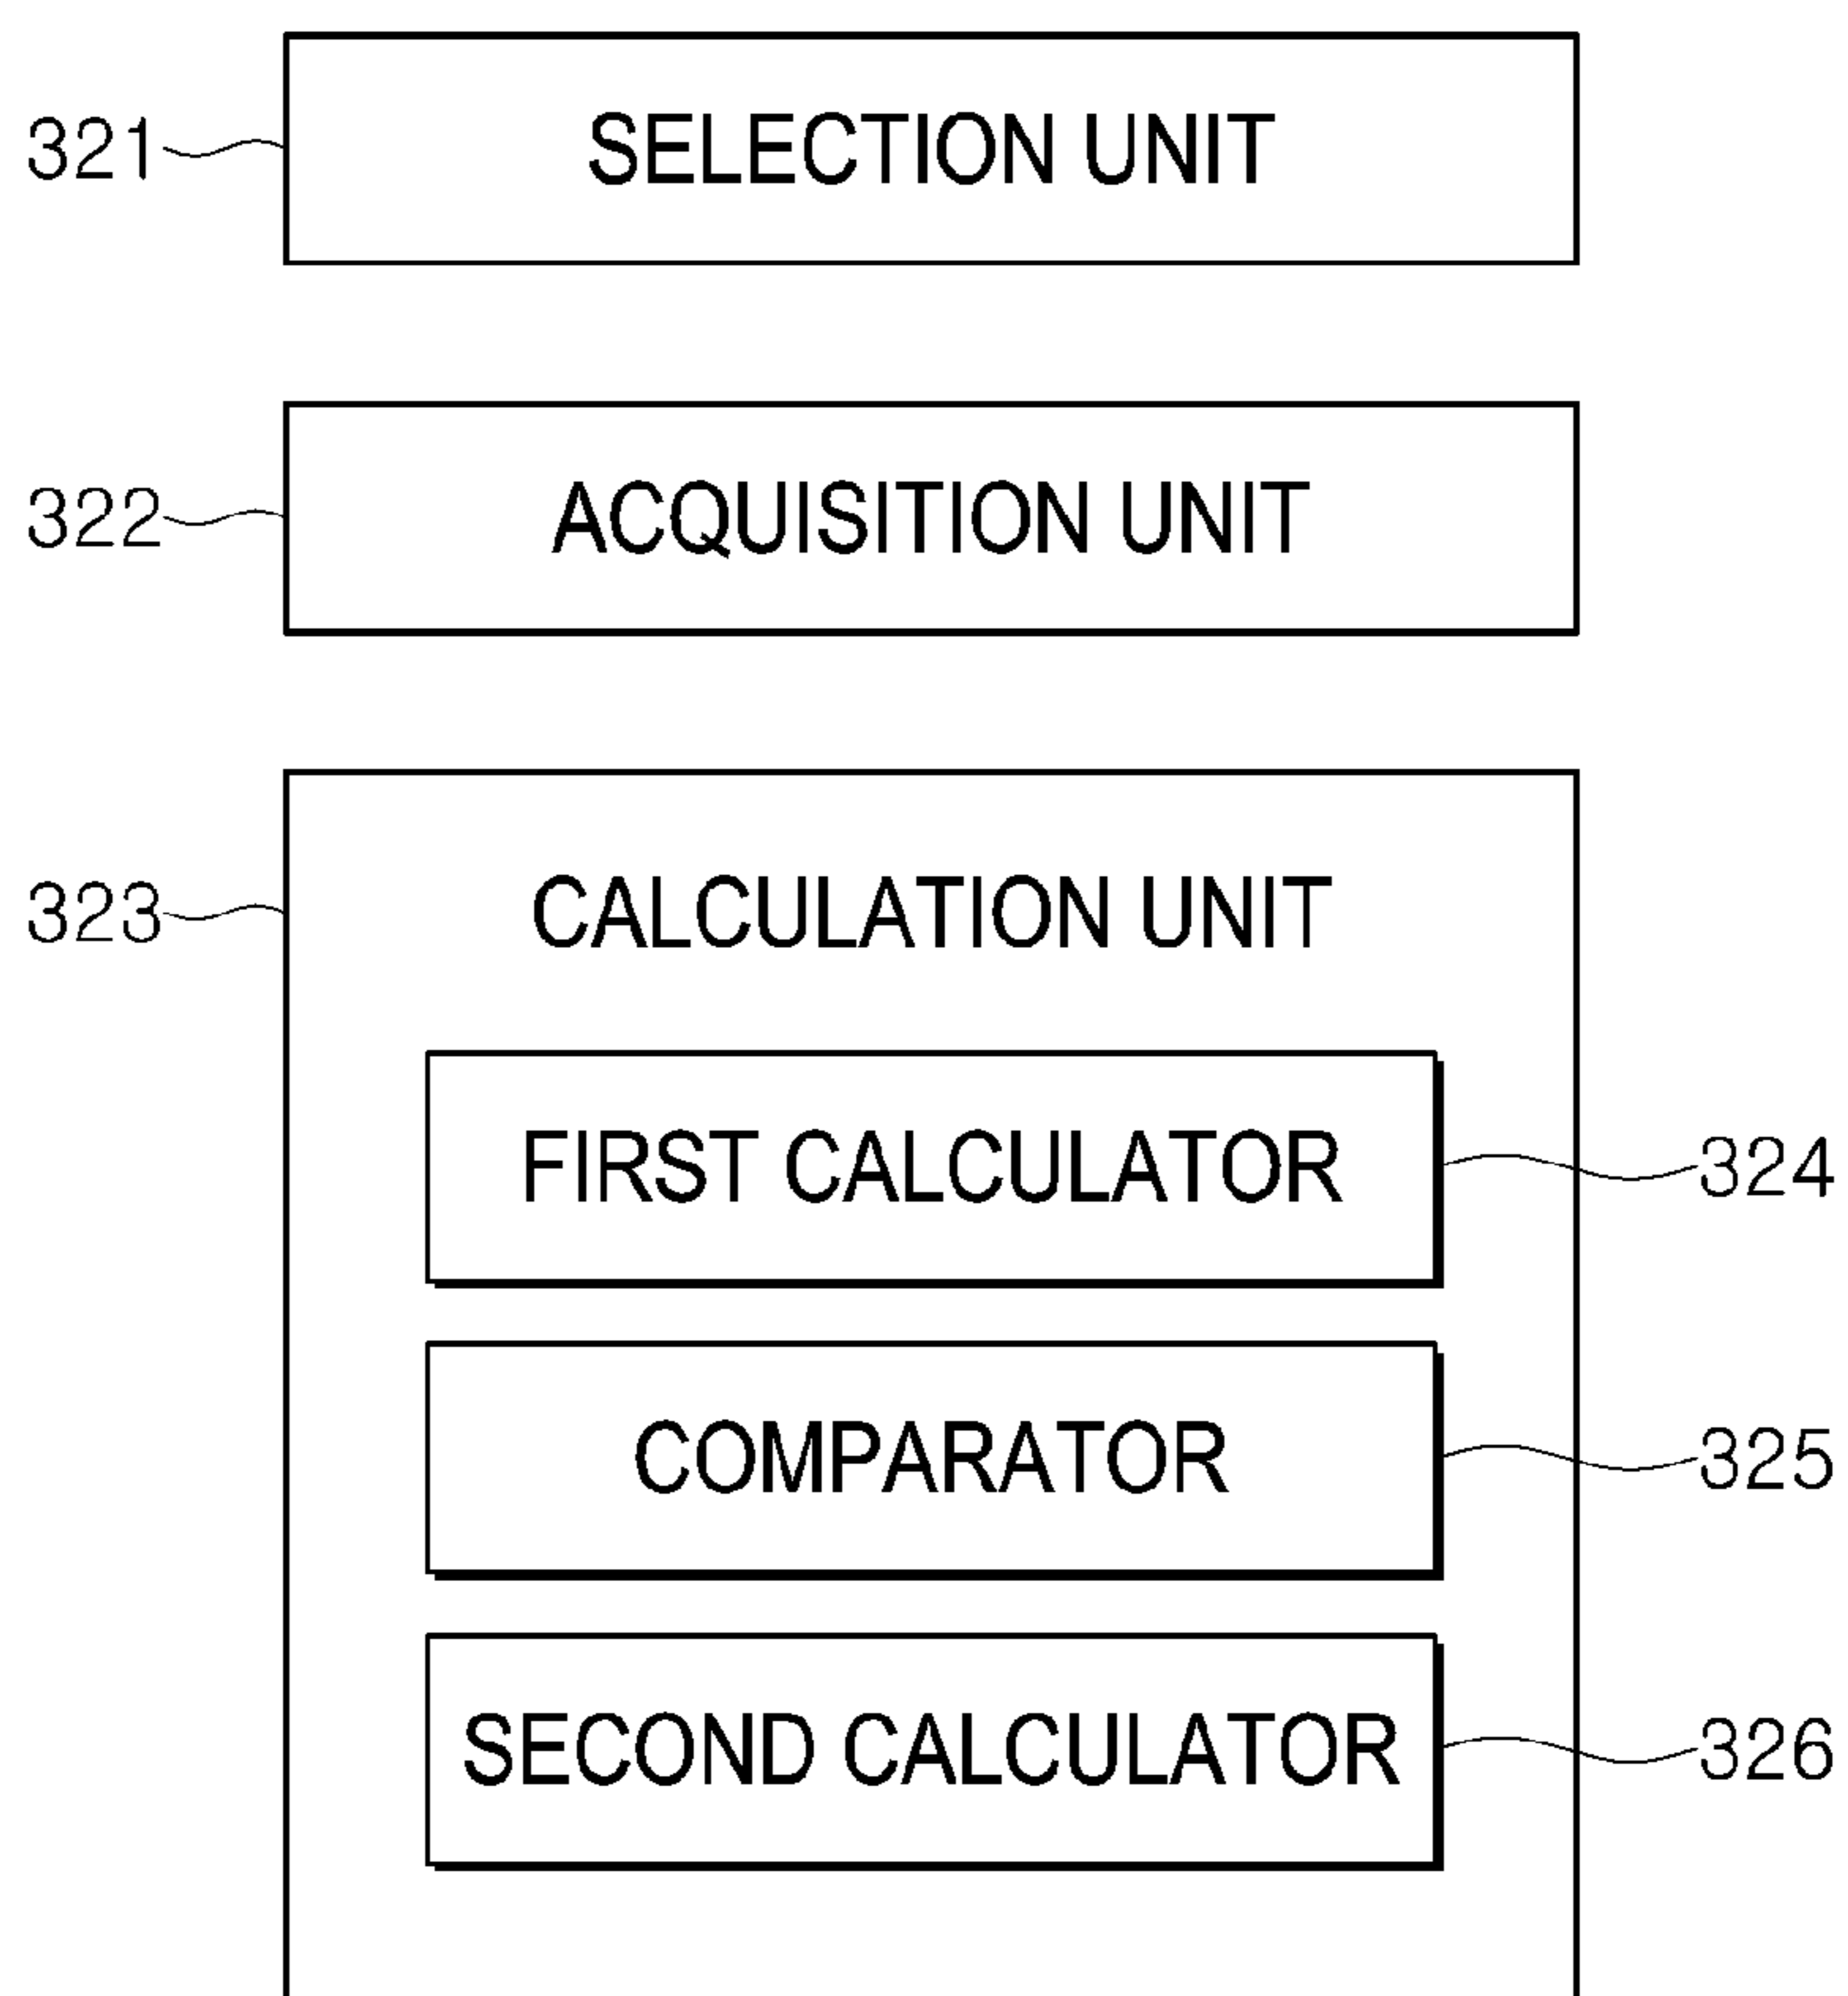 321 SELECTION UNIT
322 ACQUISITION UNIT
323 CALCULATION UNIT
FIRST CALCULATOR 324
COMPARATOR 325
SECOND CALCULATOR 326